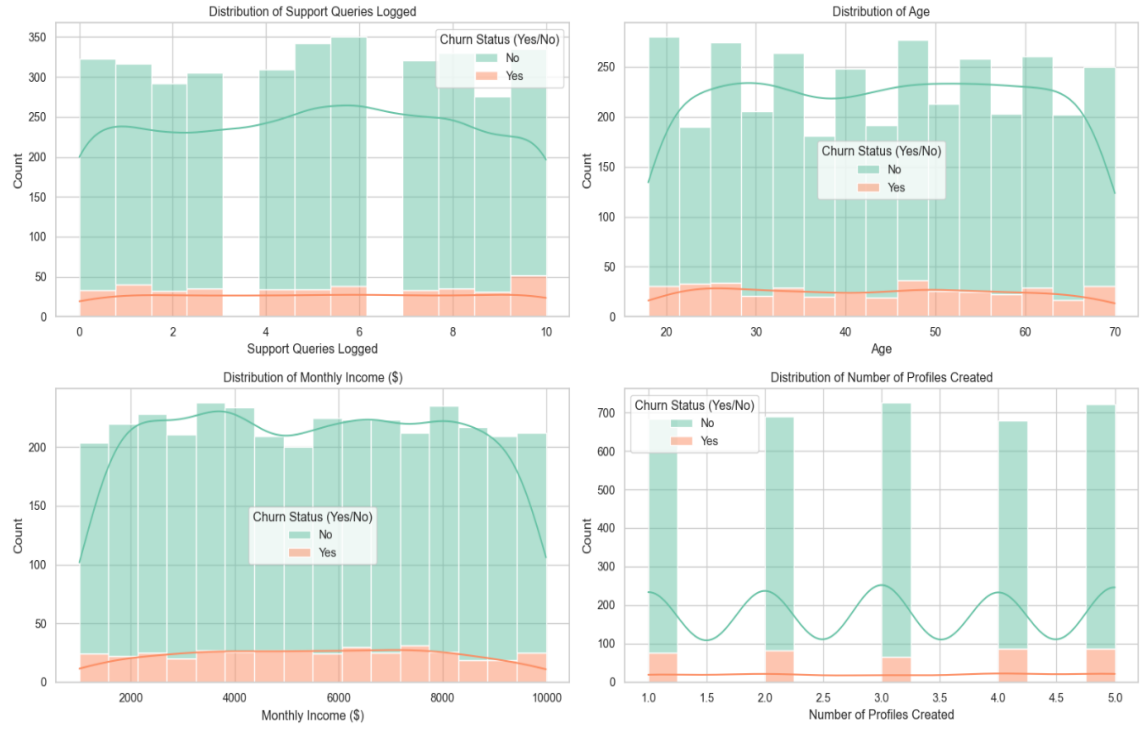 Distribution of Support Queries Logged
350
300
250
200
150
100
50
0
Count
Churn Status (Yes/No)
No
Yes
0 2 4 6 8 10
Support Queries Logged
Distribution of Age
250
200
150
100
50
0
Count
Churn Status (Yes/No)
No
Yes
20 30 40 50 60 70
Age
Distribution of Monthly Income ($)
200
150
100
50
0
Count
Churn Status (Yes/No)
No
Yes
2000 4000 6000 8000 10000
Monthly Income ($)
Distribution of Number of Profiles Created
700
600
500
400
300
200
100
0
Count
Churn Status (Yes/No)
No
Yes
1.0 1.5 2.0 2.5 3.0 3.5 4.0 4.5 5.0
Number of Profiles Created